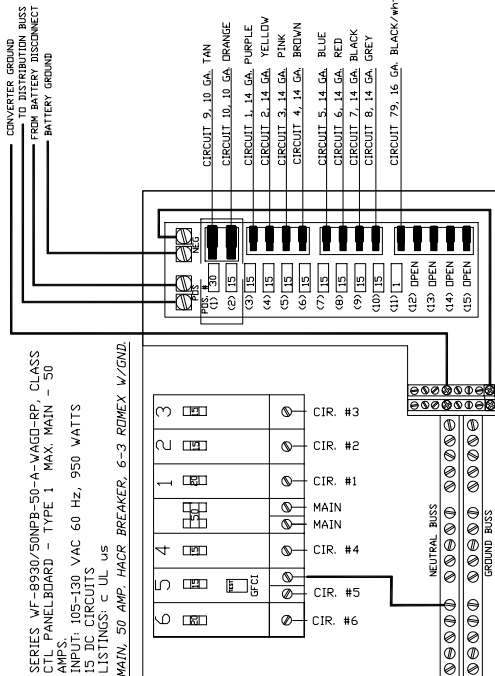 CONVERTER GROUND
TO DISTRIBUTION BUSS
FROM BATTERY DISCONNECT
BATTERY GROUND
CIRCUIT 9, 10 GA. TAN
CIRCUIT 10, 10 GA. ORANGE
CIRCUIT 1, 14 GA. PURPLE
CIRCUIT 2, 14 GA. YELLOW
CIRCUIT 3, 14 GA. PINK
CIRCUIT 4, 14 GA. BROWN
CIRCUIT 5, 14 GA. BLUE
CIRCUIT 6, 14 GA. RED
CIRCUIT 7, 14 GA. BLACK
CIRCUIT 8, 14 GA. GREY
CIRCUIT 79, 16 GA. BLACK/wh
NEG
POS
POS. #
(1) 30
(2) 15
(3) 15
(4) 15
(5) 15
(6) 15
(7) 15
(8) 15
(9) 15
(10) 15
(11) 1
(12) OPEN
(13) OPEN
(14) OPEN
(15) OPEN
SERIES WF-8930/50NPB-50-A-WAGO-RP, CLASS
CTL PANELBOARD - TYPE 1 MAX. MAIN - 50
AMPS.
INPUT: 105-130 VAC 60 Hz, 950 WATTS
15 DC CIRCUITS
LISTINGS: c UL us
MAIN, 50 AMP. HACR BREAKER, 6-3 ROMEX W/GND.
3 15 CIR. #3
2 15 CIR. #2
1 20 CIR. #1
50 MAIN
MAIN
4 15 CIR. #4
5 15 TEST GFCI CIR. #5
6 20 CIR. #6
NEUTRAL BUSS
GROUND BUSS